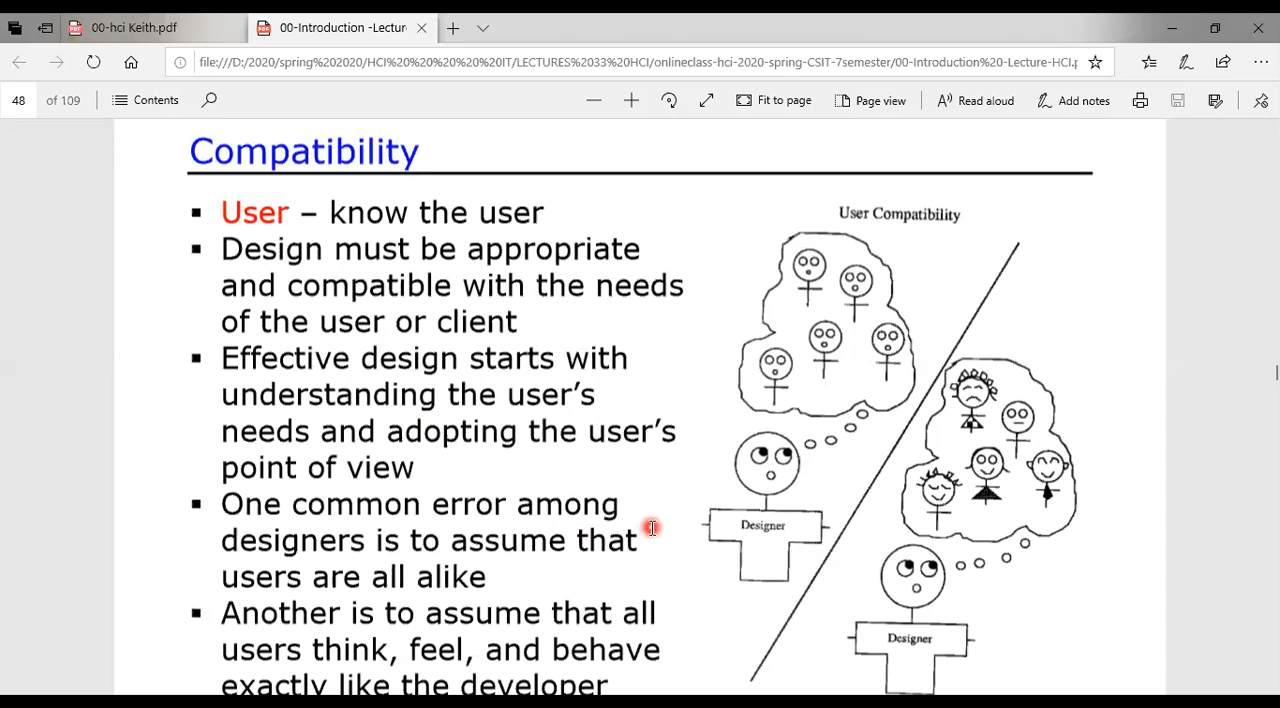 00-hci Keith.pdf
00-Introduction -Lectur
file:///D:/2020/spring%202020/HCI%20%20%20%20%20IT/LECTURES%2033%20HCI/onlineclass-hci-2020-spring-CSIT-7semester/00-Introduction%20-Lecture-HCI.p
48 of 109 Contents Fit to page Page view Read aloud Add notes
Compatibility
▪ User – know the user
▪ Design must be appropriate
and compatible with the needs
of the user or client
▪ Effective design starts with
understanding the user’s
needs and adopting the user’s
point of view
▪ One common error among
designers is to assume that
users are all alike
▪ Another is to assume that all
users think, feel, and behave
exactly like the developer
User Compatibility
Designer
Designer